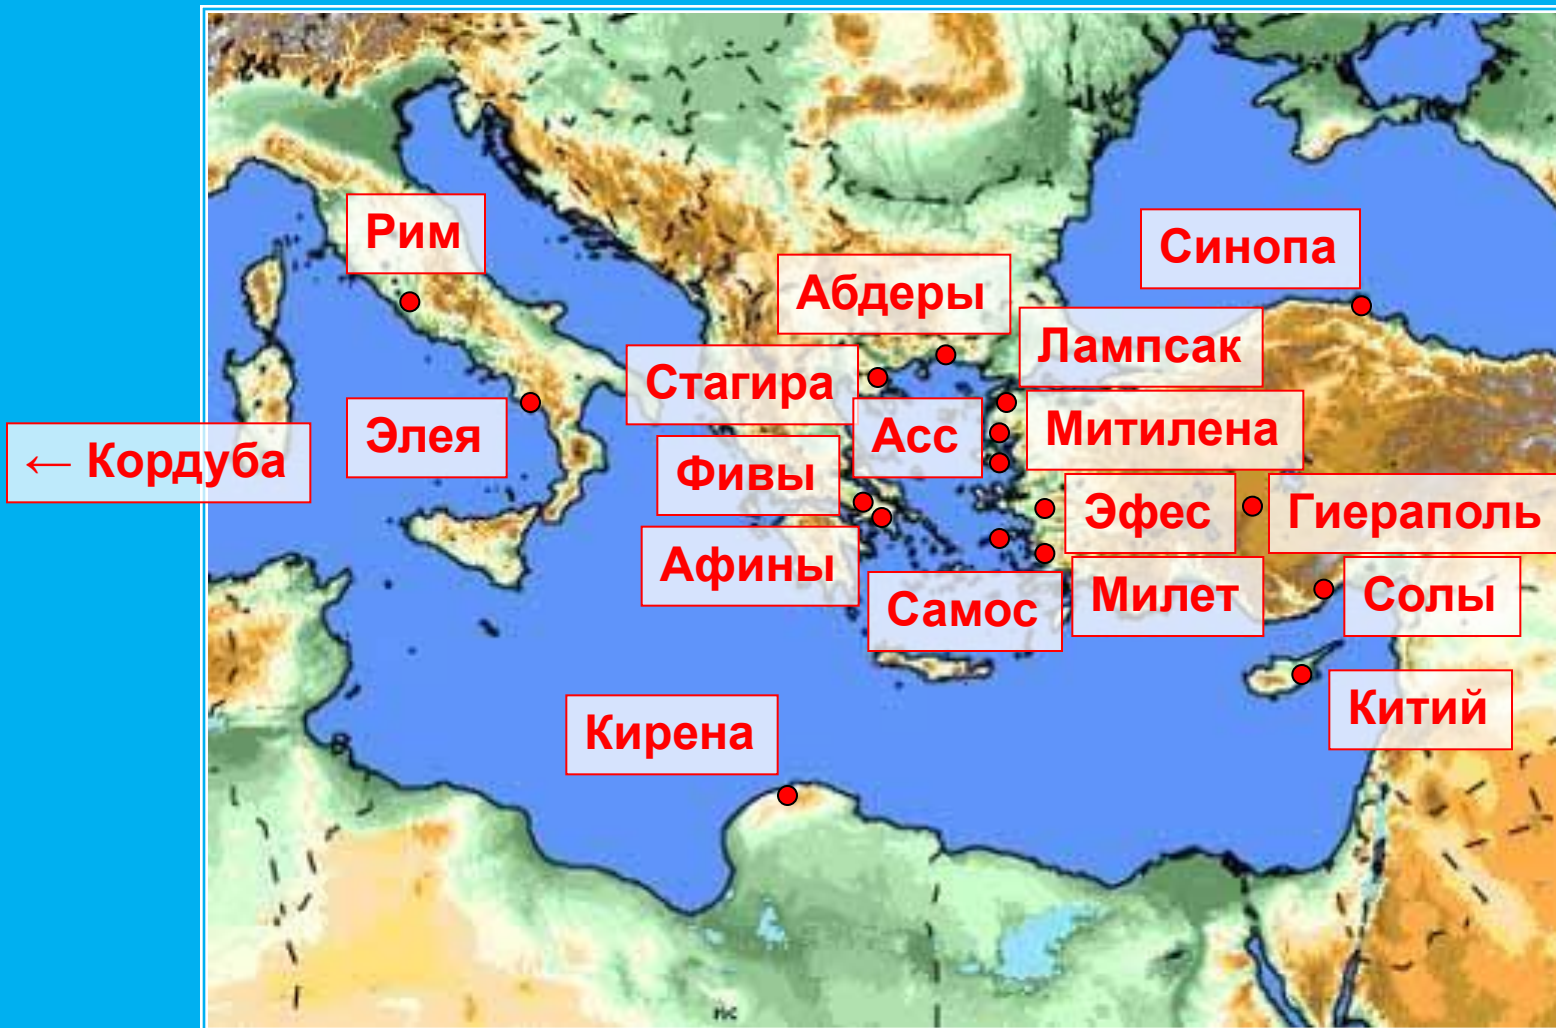 Рим
Синопа
Абдеры
Лампсак
Стагира
Асс
Митилена
Элея
← Кордуба
Фивы
Эфес
Гиераполь
Афины
Самос
Милет
Солы
Китий
Кирена